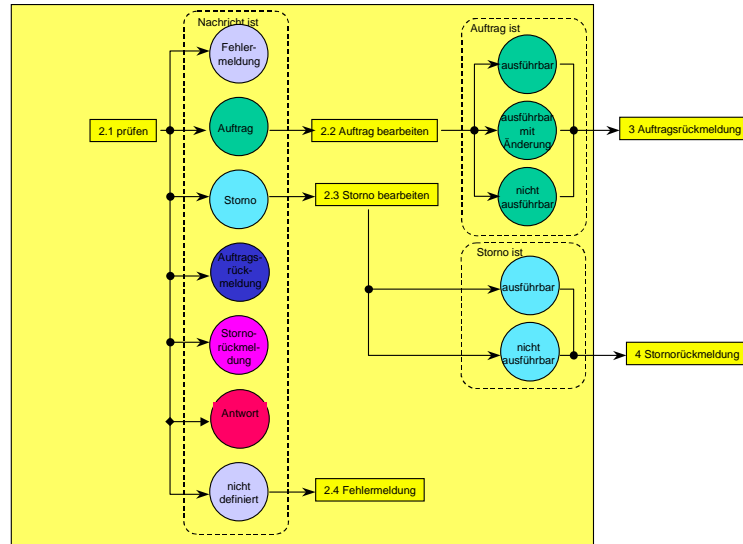 Nachricht ist
Fehler-
meldung
Auftrag ist
ausführbar
2.1 prüfen
Auftrag
2.2 Auftrag bearbeiten
ausführbar
mit
Änderung
3 Auftragsrückmeldung
Storno
2.3 Storno bearbeiten
nicht
ausführbar
Storno ist
Auftrags-
rück-
meldung
ausführbar
Storno-
rückmel-
dung
nicht
ausführbar
4 Stornorückmeldung
Antwort
nicht
definiert
2.4 Fehlermeldung